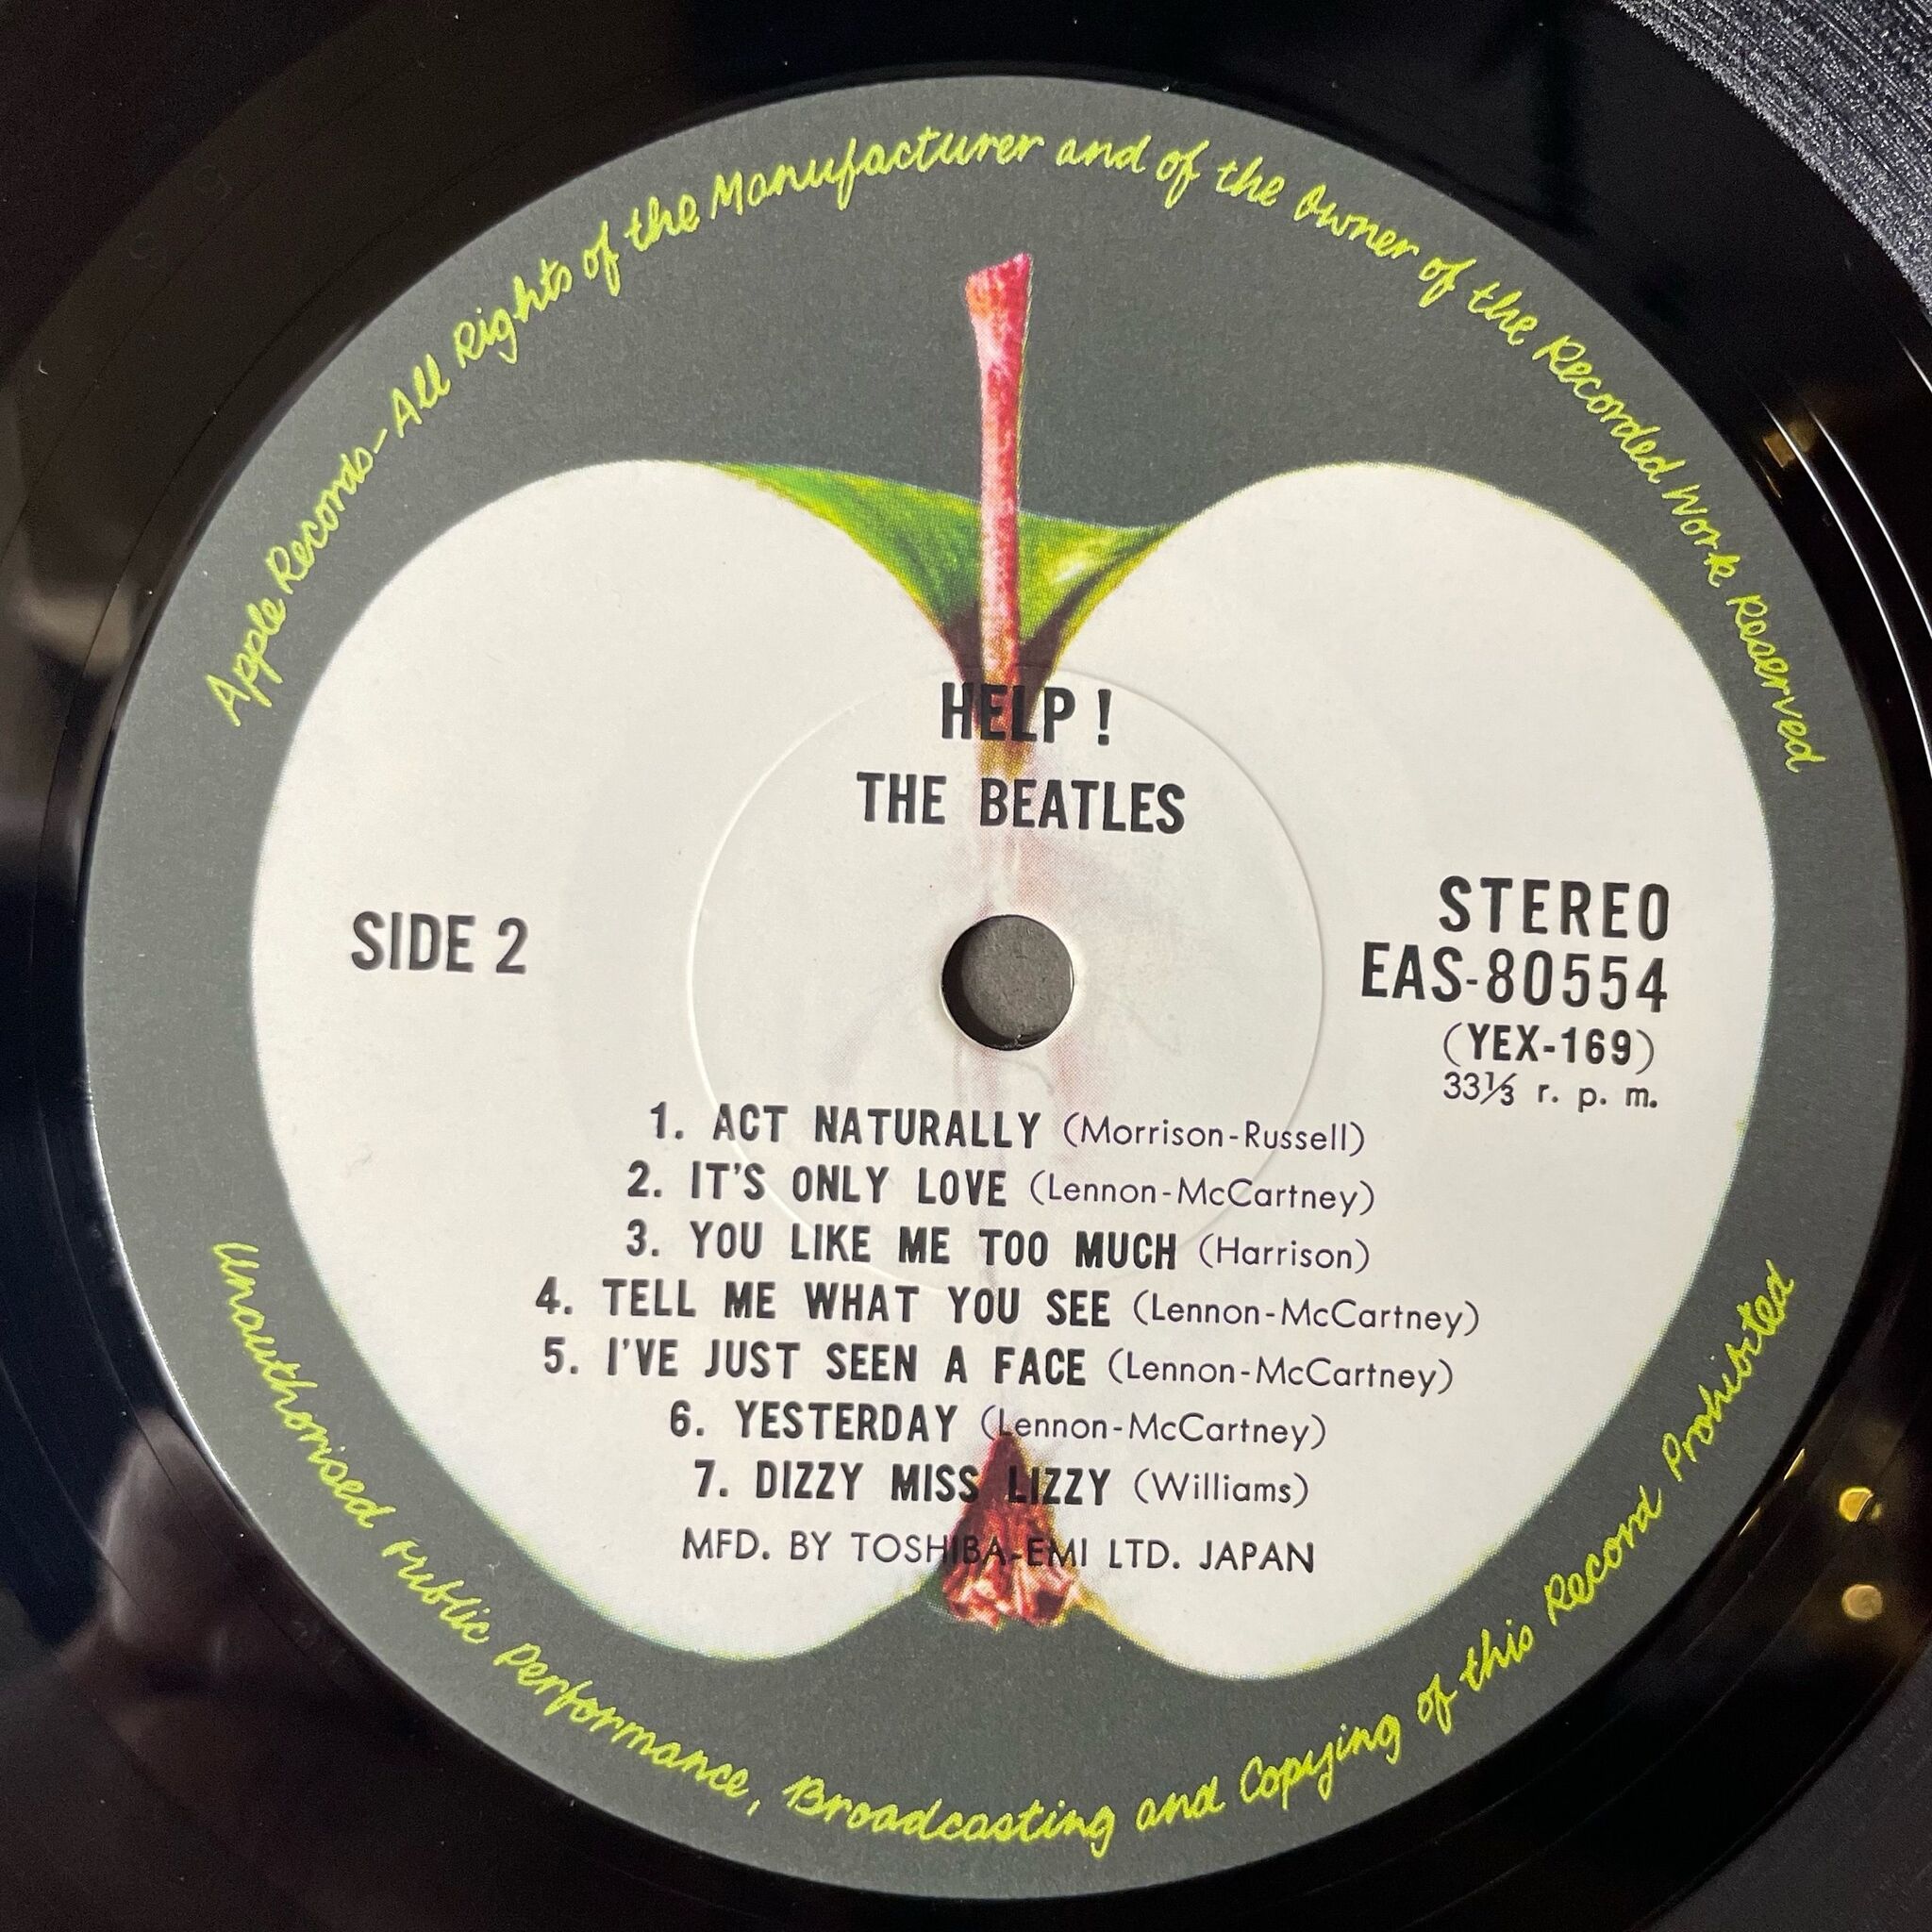 Apple Records-All Rights of the Manufacturer and of the Owner of the Recorded Work Reserved
HELP !
THE BEATLES
SIDE 2
STEREO
EAS-80554
(YEX-169)
33⅓ r. p. m.
1. ACT NATURALLY (Morrison-Russell)
2. IT'S ONLY LOVE (Lennon-McCartney)
3. YOU LIKE ME TOO MUCH (Harrison)
4. TELL ME WHAT YOU SEE (Lennon-McCartney)
5. I'VE JUST SEEN A FACE (Lennon-McCartney)
6. YESTERDAY (Lennon-McCartney)
7. DIZZY MISS LIZZY (Williams)
MFD. BY TOSHIBA-EMI LTD. JAPAN
Unauthorised Public Performance, Broadcasting and Copying of this Record Prohibited